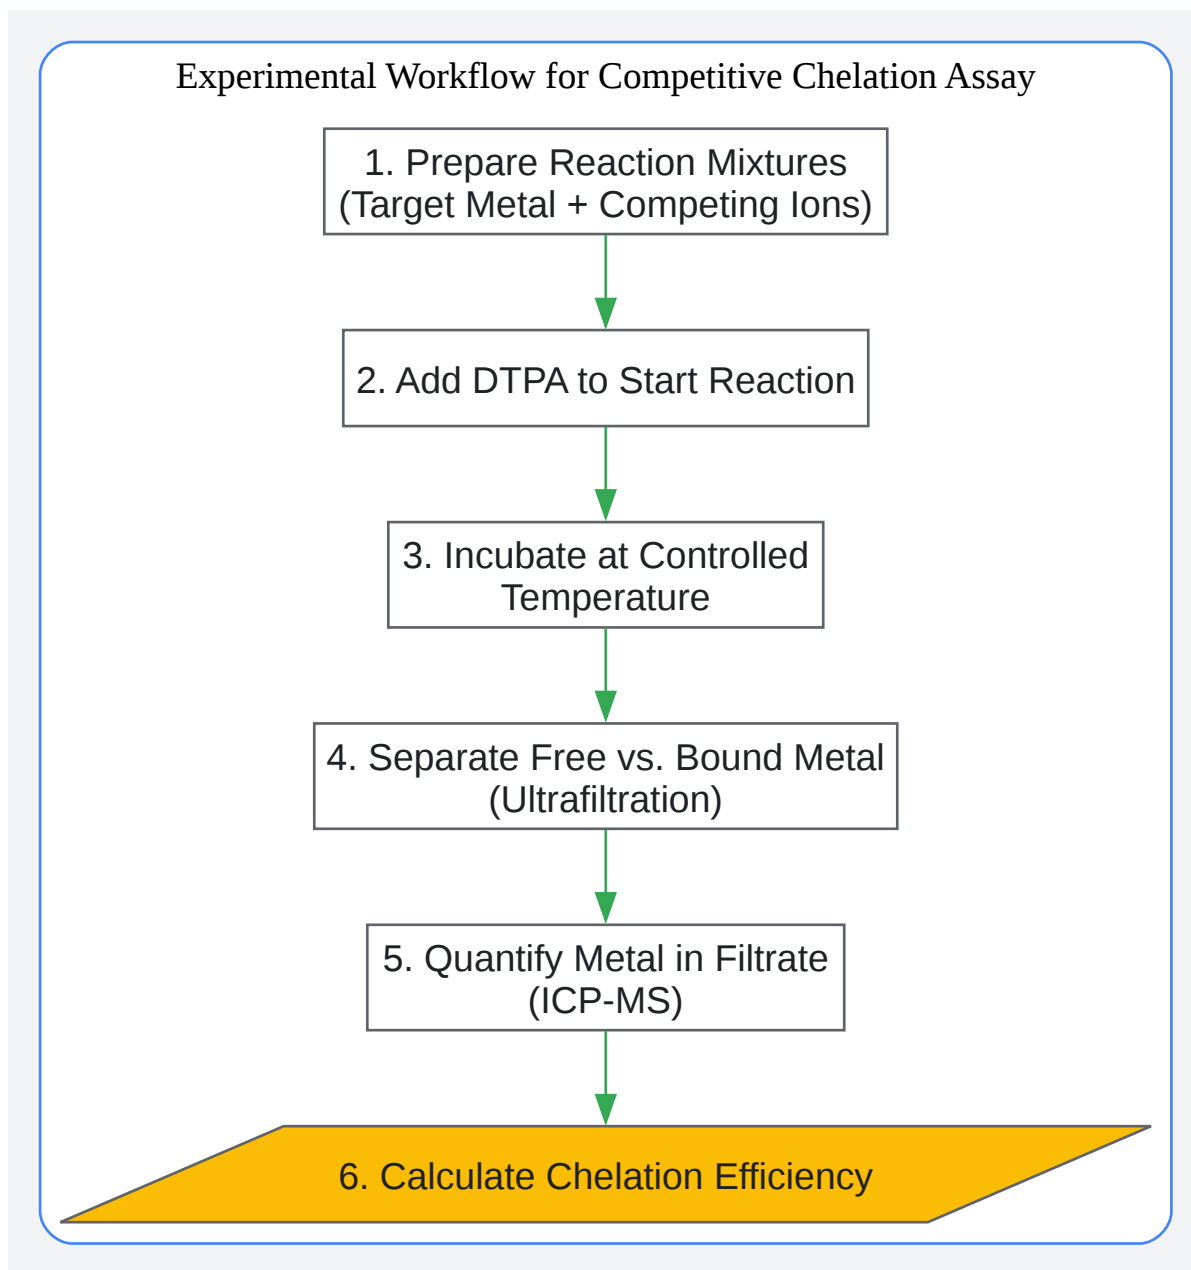 Experimental Workflow for Competitive Chelation Assay
1. Prepare Reaction Mixtures
(Target Metal + Competing Ions)
2. Add DTPA to Start Reaction
3. Incubate at Controlled
Temperature
4. Separate Free vs. Bound Metal
(Ultrafiltration)
5. Quantify Metal in Filtrate
(ICP-MS)
6. Calculate Chelation Efficiency